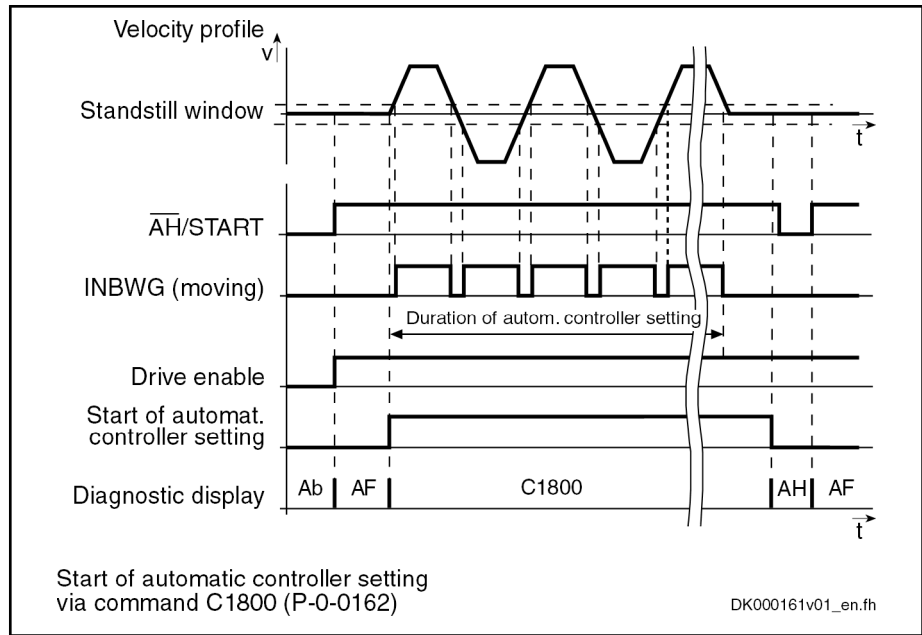 Velocity profile
v
Standstill window
t
AH/START
INBWG (moving)
Duration of autom. controller setting
Drive enable
Start of automat.
controller setting
Diagnostic display
Ab AF C1800 AH AF
t
Start of automatic controller setting
via command C1800 (P-0-0162)
DK000161v01_en.fh